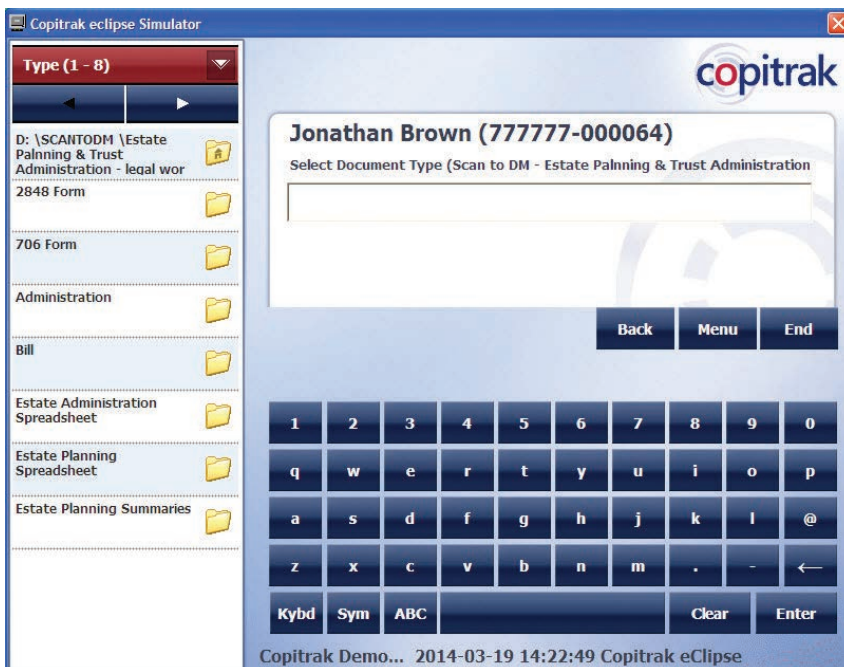 Copitrak eclipse Simulator
Type (1 - 8)
D: \SCANTODM \Estate
Palnning & Trust
Administration - legal wor
2848 Form
706 Form
Administration
Bill
Estate Administration
Spreadsheet
Estate Planning
Spreadsheet
Estate Planning Summaries
copitrak
Jonathan Brown (777777-000064)
Select Document Type (Scan to DM - Estate Palnning & Trust Administration
Back Menu End
1 2 3 4 5 6 7 8 9 0
q w e r t y u i o p
a s d f g h j k l @
z x c v b n m . - ←
Kybd Sym ABC Clear Enter
Copitrak Demo... 2014-03-19 14:22:49 Copitrak eClipse